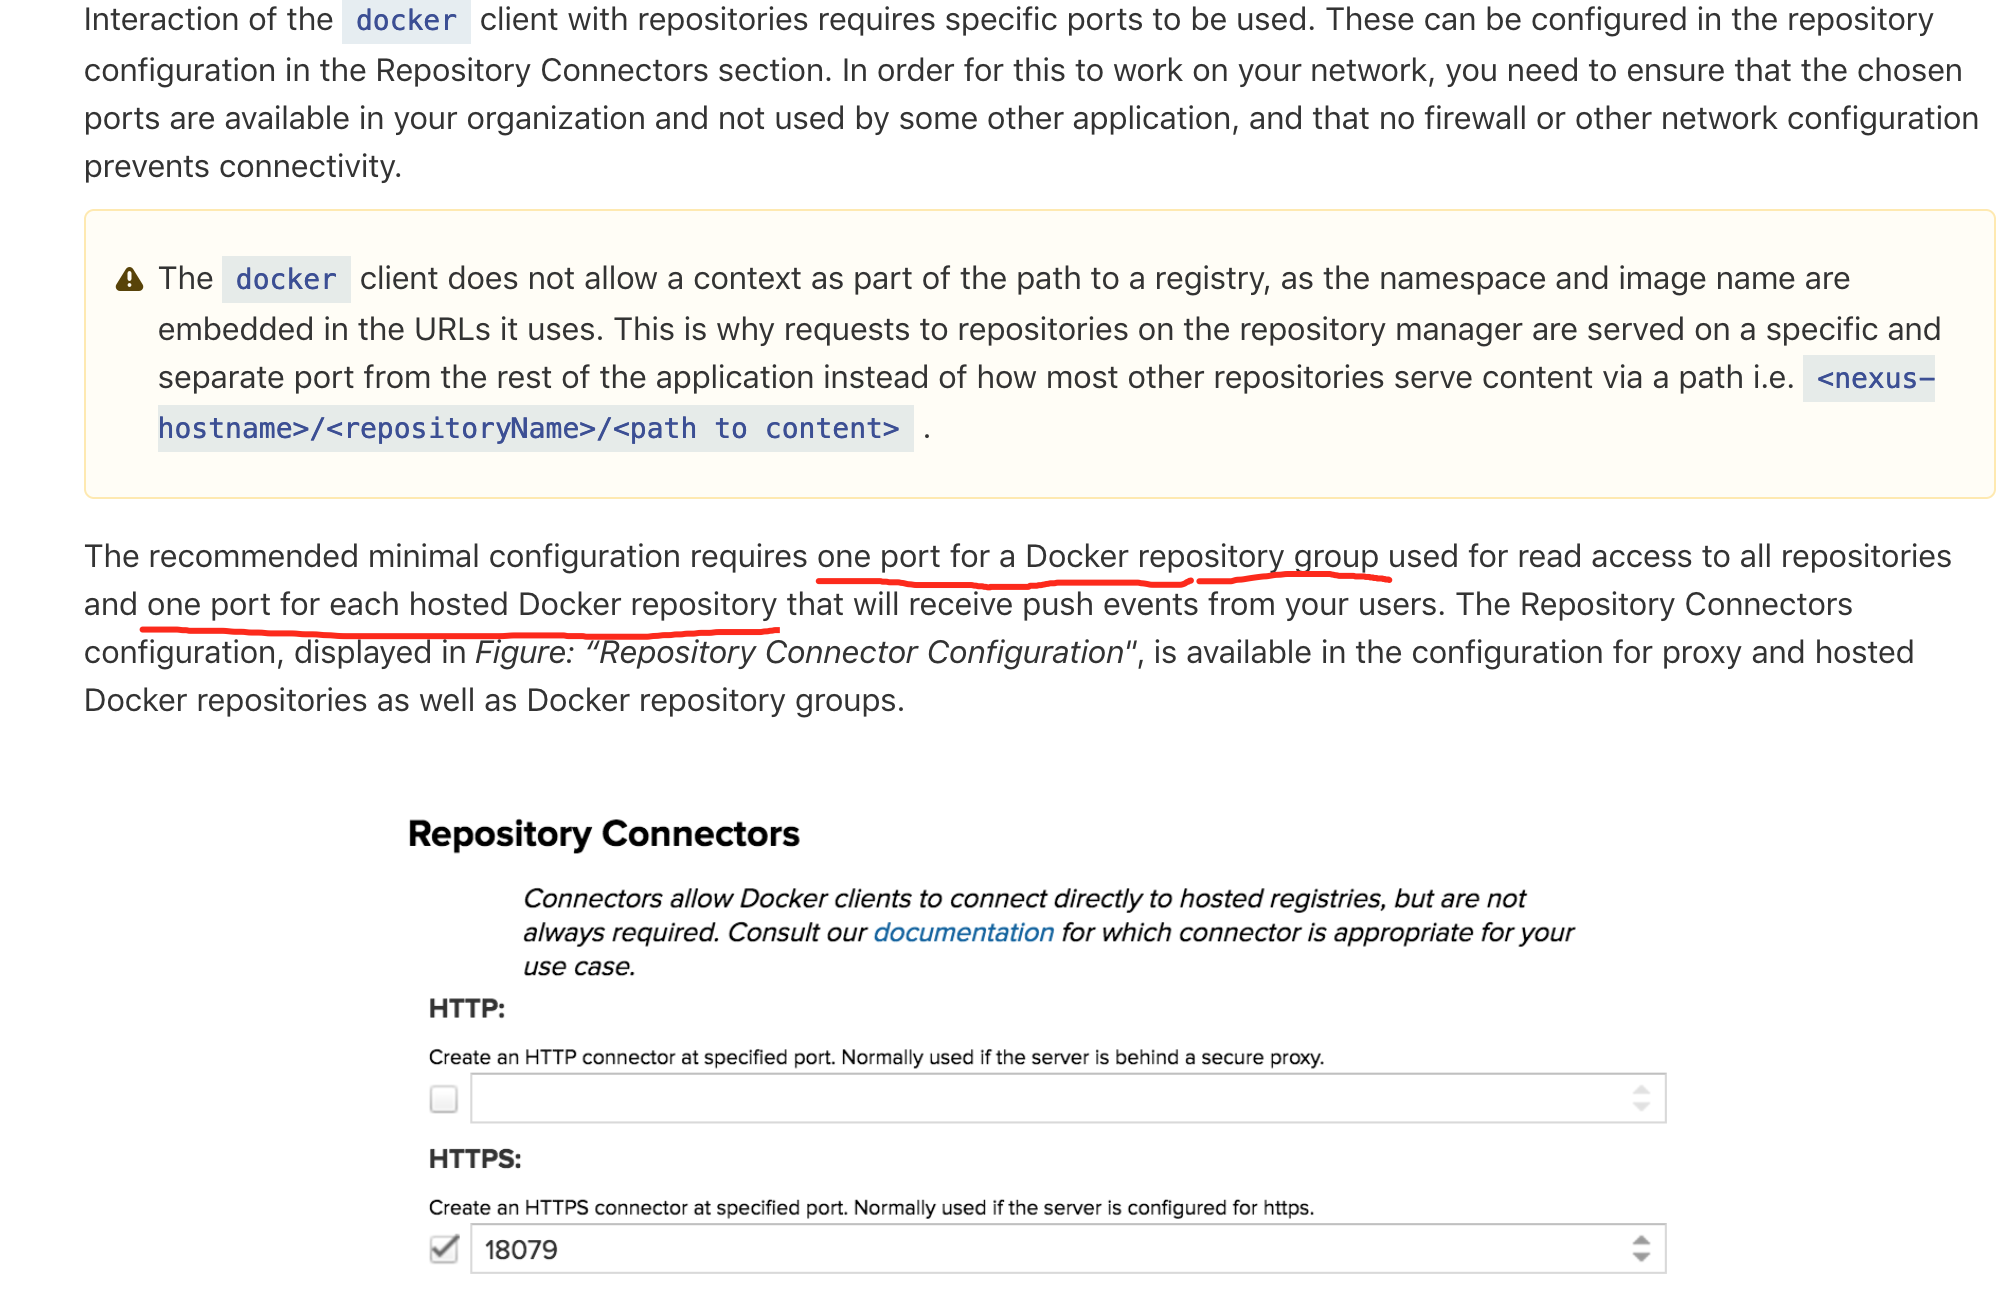 Interaction of the docker client with repositories requires specific ports to be used. These can be configured in the repository
configuration in the Repository Connectors section. In order for this to work on your network, you need to ensure that the chosen
ports are available in your organization and not used by some other application, and that no firewall or other network configuration
prevents connectivity.
The docker client does not allow a context as part of the path to a registry, as the namespace and image name are
embedded in the URLs it uses. This is why requests to repositories on the repository manager are served on a specific and
separate port from the rest of the application instead of how most other repositories serve content via a path i.e. <nexus-
hostname>/<repositoryName>/<path to content> .
The recommended minimal configuration requires one port for a Docker repository group used for read access to all repositories
and one port for each hosted Docker repository that will receive push events from your users. The Repository Connectors
configuration, displayed in Figure: “Repository Connector Configuration", is available in the configuration for proxy and hosted
Docker repositories as well as Docker repository groups.
Repository Connectors
Connectors allow Docker clients to connect directly to hosted registries, but are not
always required. Consult our documentation for which connector is appropriate for your
use case.
HTTP:
Create an HTTP connector at specified port. Normally used if the server is behind a secure proxy.
HTTPS:
Create an HTTPS connector at specified port. Normally used if the server is configured for https.
18079